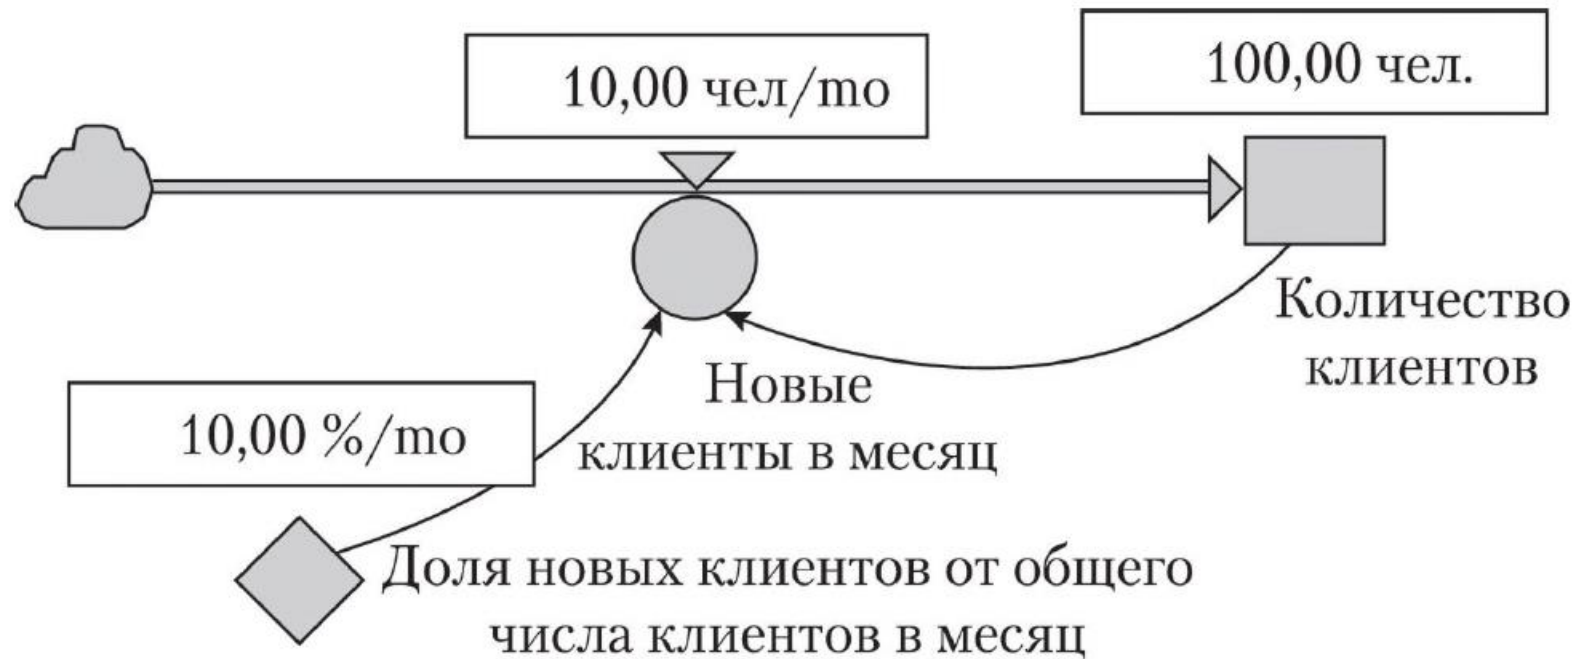 100,00 чел.
10,00 чел/mo
Количество
клиентов
Новые
клиенты в месяц
10,00 %/mo
Доля новых клиентов от общего
числа клиентов в месяц